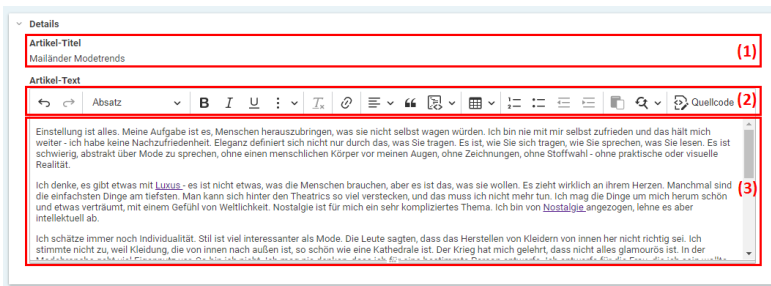 Details
Artikel-Titel
(1)
Mailänder Modetrends
Artikel-Text
Absatz B I U Tx Quellcode (2)
Einstellung ist alles. Meine Aufgabe ist es, Menschen herauszubringen, was sie nicht selbst wagen würden. Ich bin nie mit mir selbst zufrieden und das hält mich
weiter - ich habe keine Nachzufriedenheit. Eleganz definiert sich nicht nur durch das, was Sie tragen. Es ist, wie Sie sich tragen, wie Sie sprechen, was Sie lesen. Es ist
schwierig, abstrakt über Mode zu sprechen, ohne einen menschlichen Körper vor meinen Augen, ohne Zeichnungen, ohne Stoffwahl - ohne praktische oder visuelle
Realität.
Ich denke, es gibt etwas mit Luxus - es ist nicht etwas, was die Menschen brauchen, aber es ist das, was sie wollen. Es zieht wirklich an ihrem Herzen. Manchmal sind
die einfachsten Dinge am tiefsten. Man kann sich hinter den Theatrics so viel verstecken, und das muss ich nicht mehr tun. Ich mag die Dinge um mich herum schön
(3)
und etwas verträumt, mit einem Gefühl von Weltlichkeit. Nostalgie ist für mich ein sehr kompliziertes Thema. Ich bin von Nostalgie angezogen, lehne es aber
intellektuell ab.
Ich schätze immer noch Individualität. Stil ist viel interessanter als Mode. Die Leute sagten, dass das Herstellen von Kleidern von innen her nicht richtig sei. Ich
stimmte nicht zu, weil Kleidung, die von innen nach außen ist, so schön wie eine Kathedrale ist. Der Krieg hat mich gelehrt, dass nicht alles glamourös ist. In der